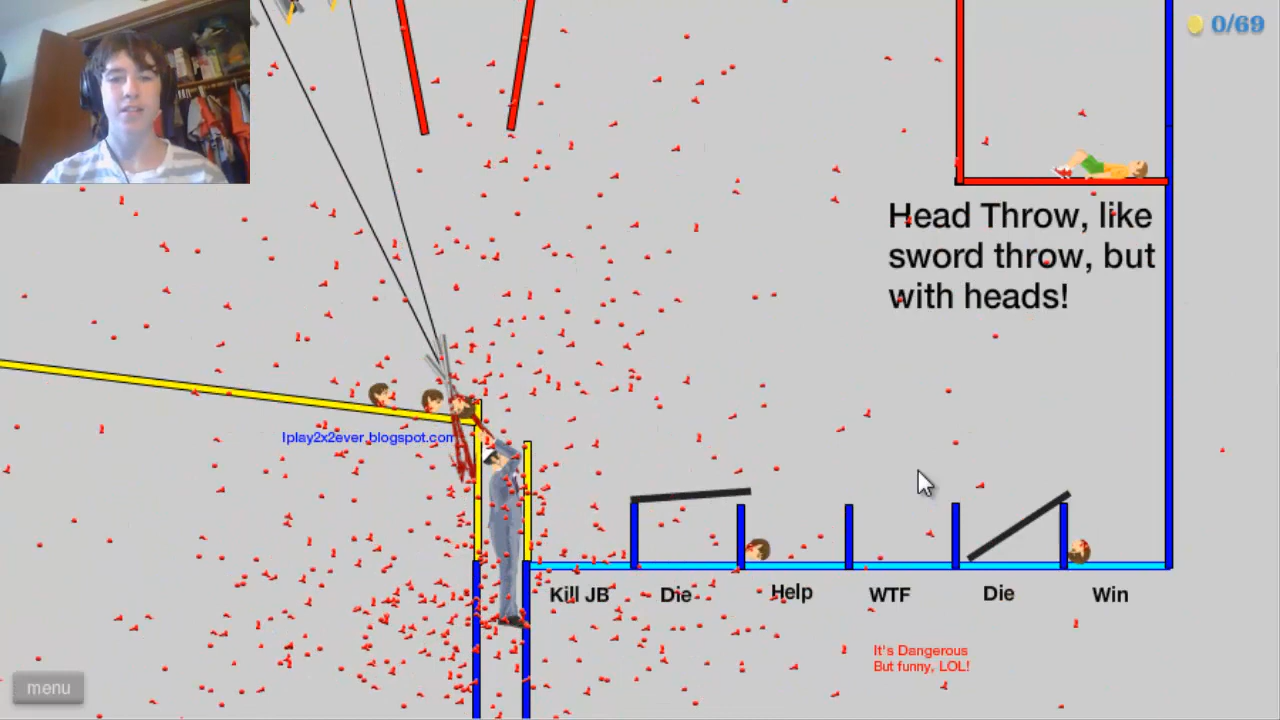 0/69
Head Throw, like
sword throw, but
with heads!
Iplay2x2ever.blogspot.com
Kill JB Die Help WTF Die Win
It's Dangerous
But funny, LOL!
menu